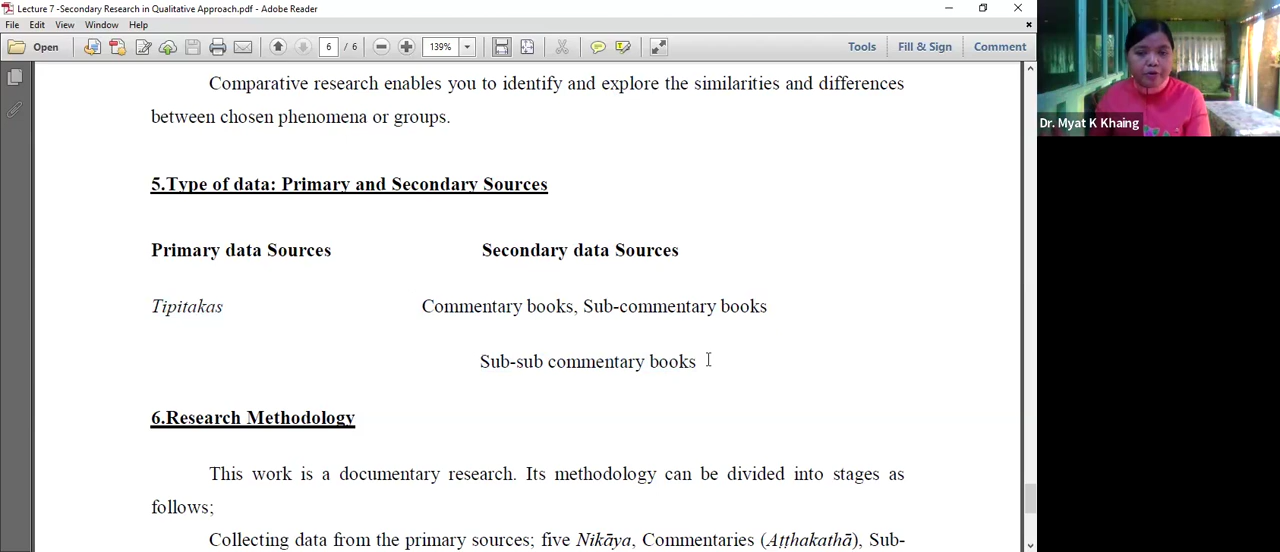 Lecture 7 -Secondary Research in Qualitative Approach.pdf - Adobe Reader
File Edit View Window Help
Open 6 / 6 139% Tools Fill & Sign Comment
Comparative research enables you to identify and explore the similarities and differences
between chosen phenomena or groups.
5.Type of data: Primary and Secondary Sources
Primary data Sources Secondary data Sources
Tipitakas Commentary books, Sub-commentary books
Sub-sub commentary books
6.Research Methodology
This work is a documentary research. Its methodology can be divided into stages as
follows;
Collecting data from the primary sources; five Nikāya, Commentaries (Aṭṭhakathā), Sub-
Dr. Myat K Khaing